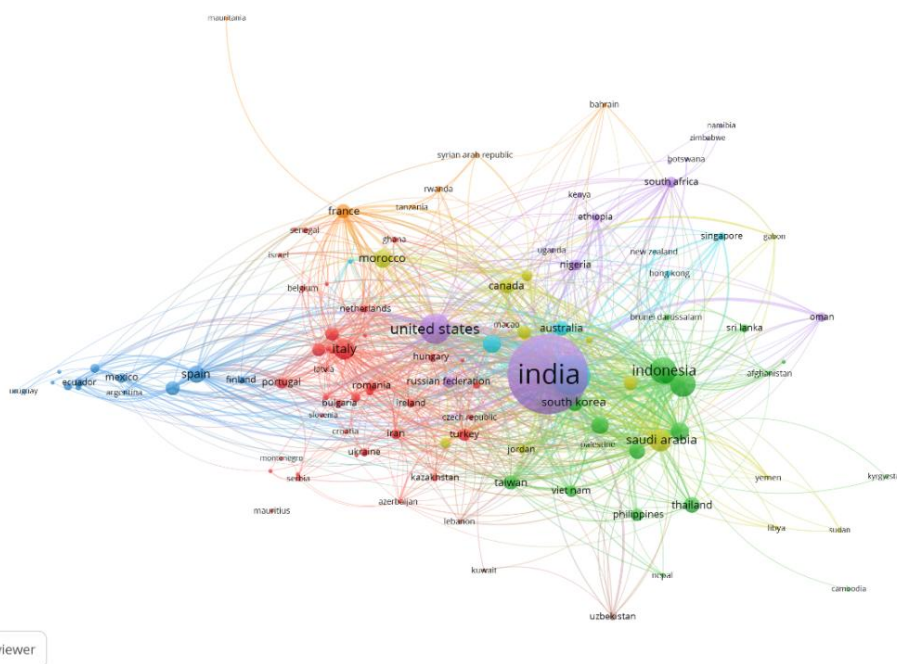 mauritania
bahrain
namibia
zimbabwe
syrian arab republic
botswana
south africa
rwanda
kenya
tanzania
france
ethiopia
senegal
singapore
gabon
ghana
israel
morocco
uganda
new zealand
nigeria
hong kong
canada
belgium
netherlands
brunei darussalam
oman
united states
macao
australia
sri lanka
italy
hungary
latvia
india
indonesia
afghanistan
spain
mexico
ecuador
finland
portugal
romania
russian federation
uruguay
argentina
bulgaria
ireland
south korea
slovenia
czech republic
croatia
iran
turkey
palestine
saudi arabia
ukraine
jordan
montenegro
serbia
kazakhstan
taiwan
viet nam
yemen
kyrgyzst
azerbaijan
mauritius
lebanon
philippines
thailand
libya
sudan
kuwait
nepal
cambodia
uzbekistan
iewer